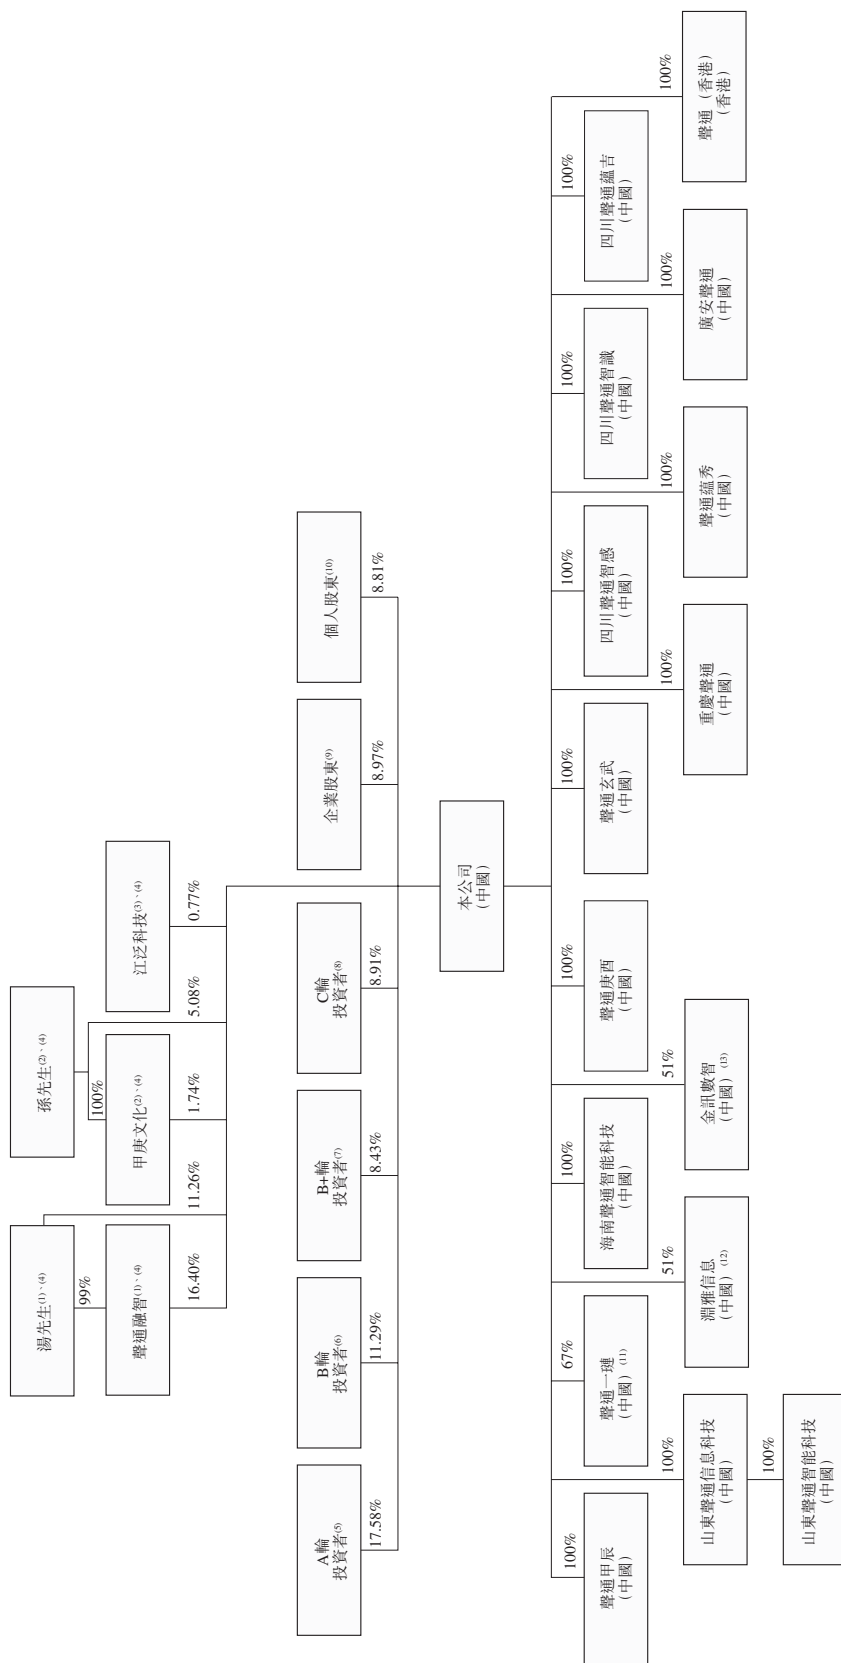 湯先生(1)、(4)
孫先生(2)、(4)
99%
100%
聲通融智(1)、(4)
甲庚文化(2)、(4)
江泛科技(3)、(4)
16.40%
11.26%
1.74%
5.08%
0.77%
A輪
投資者(5)
B輪
投資者(6)
B+輪
投資者(7)
C輪
投資者(8)
企業股東(9)
個人股東(10)
17.58%
11.29%
8.43%
8.91%
8.97%
8.81%
本公司
(中國)
100%
67%
100%
100%
100%
100%
100%
100%
聲通甲辰
(中國)
聲通一璉
(中國)(11)
海南聲通智能科技
(中國)
聲通庚酉
(中國)
聲通玄武
(中國)
四川聲通智感
(中國)
四川聲通智識
(中國)
四川聲通蘊吉
(中國)
100%
51%
51%
100%
100%
100%
100%
山東聲通信息科技
(中國)
淵雅信息
(中國)(12)
金訊數智
(中國)(13)
重慶聲通
(中國)
聲通蘊秀
(中國)
廣安聲通
(中國)
聲通(香港)
(香港)
100%
山東聲通智能科技
(中國)